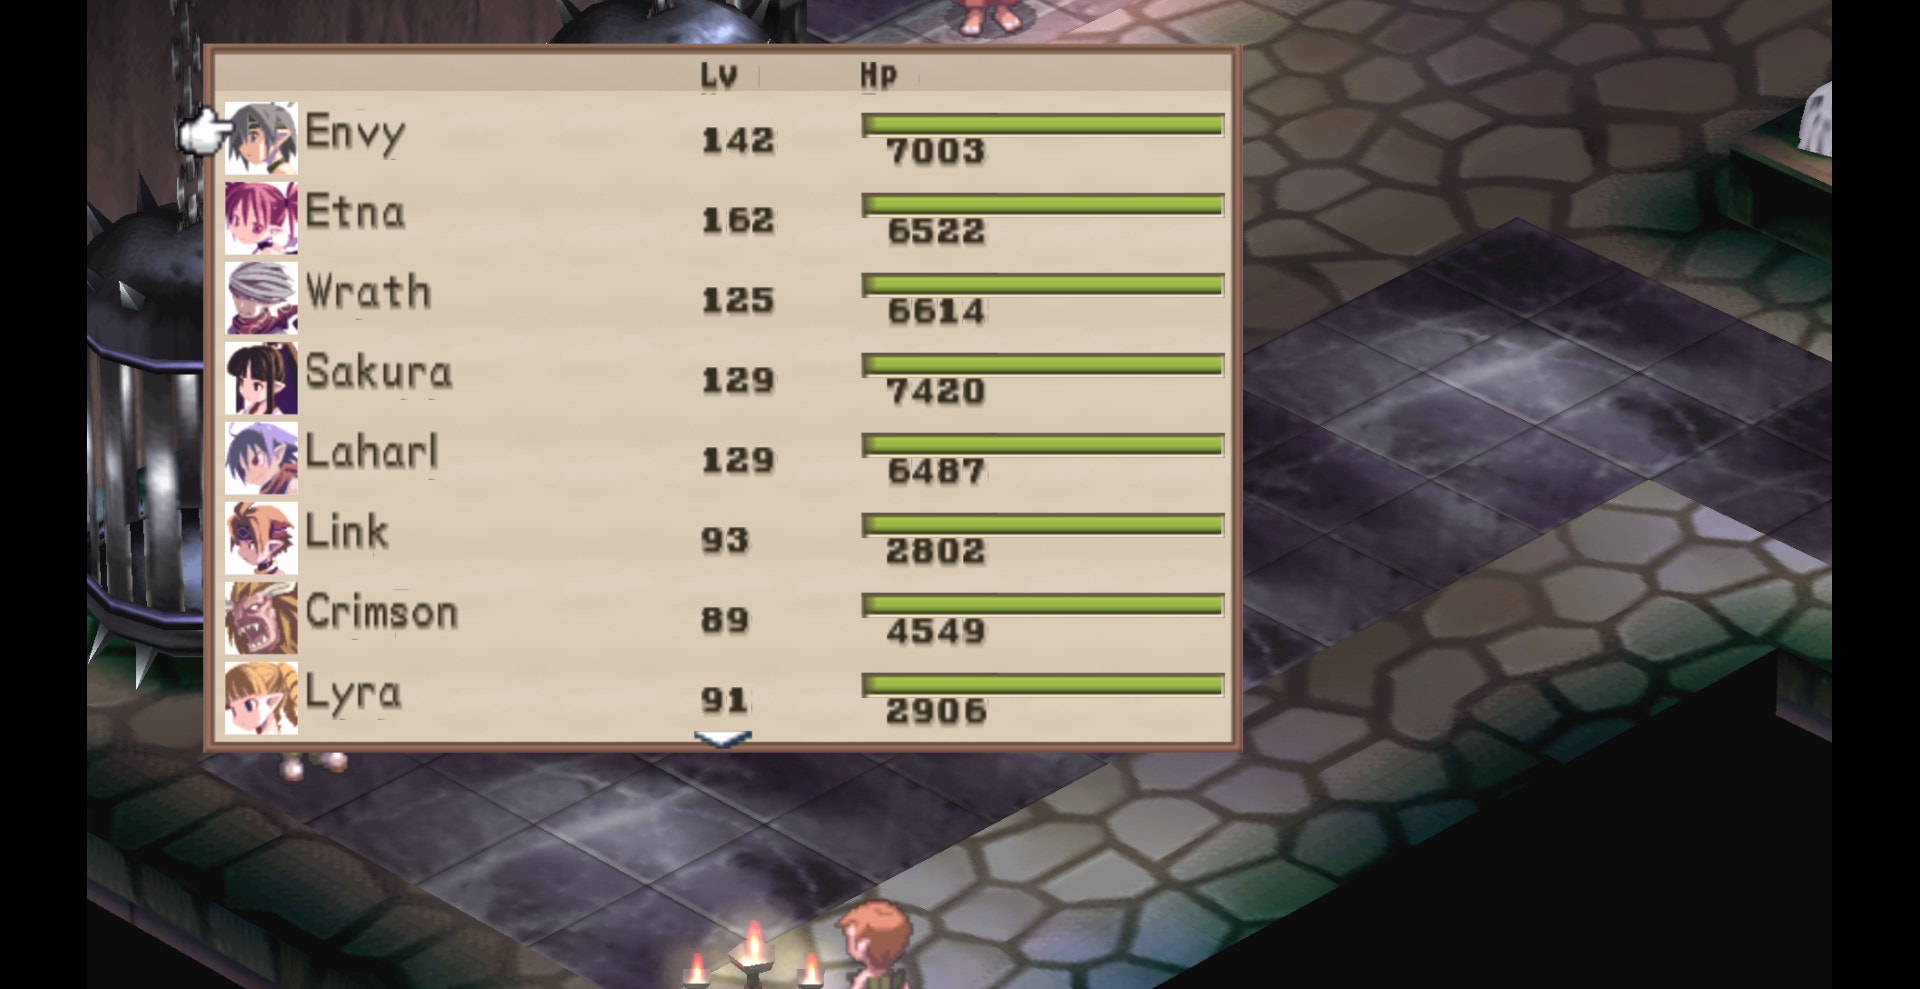 Lv Hp
Envy 142 7003
Etna 162 6522
Wrath 125 6614
Sakura 129 7420
Laharl 129 6487
Link 93 2802
Crimson 89 4549
Lyra 91 2906